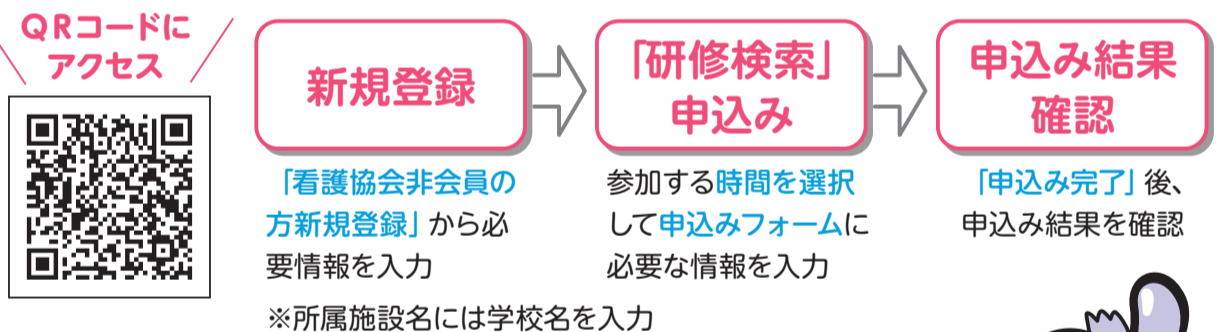 QRコードに
アクセス
新規登録
「看護協会非会員の
方新規登録」から必
要情報を入力
※所属施設名には学校名を入力
「研修検索」
申込み
参加する時間を選択
して申込みフォームに
必要な情報を入力
申込み結果
確認
「申込み完了」後、
申込み結果を確認